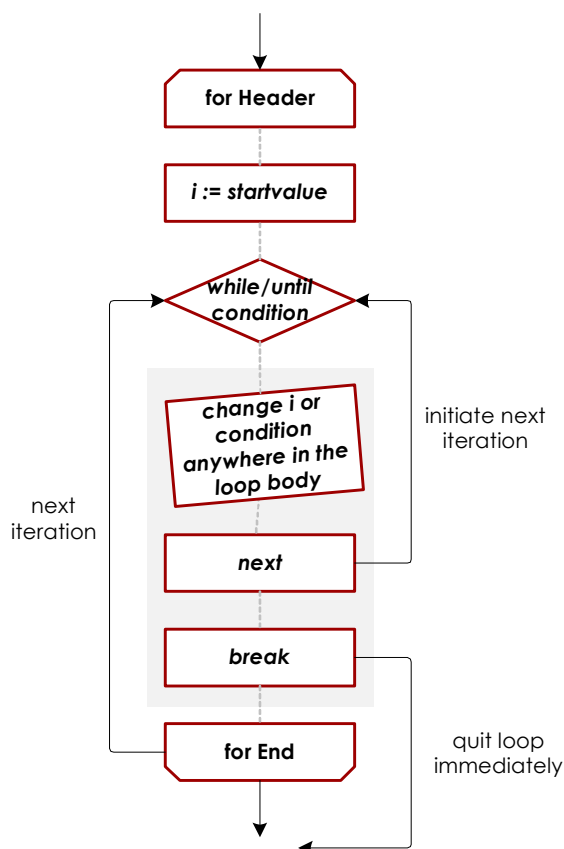 for Header
i := startvalue
while/until
condition
change i or
condition
anywhere in the
loop body
initiate next
iteration
next
iteration
next
break
for End
quit loop
immediately